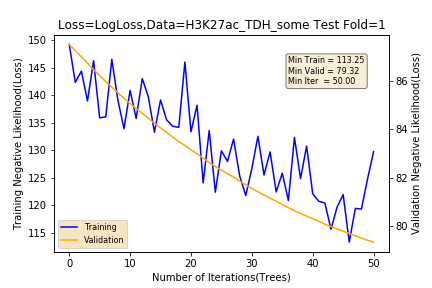 Loss=LogLoss,Data=H3K27ac_TDH_some Test Fold=1
Training Negative Likelihood(Loss)
150
145
140
135
130
125
120
115
Min Train = 113.25
Min Valid = 79.32
Min Iter = 50.00
Training
Validation
86
84
82
80
Validation Negative Likelihood(Loss)
0
10
20
30
40
50
Number of Iterations(Trees)